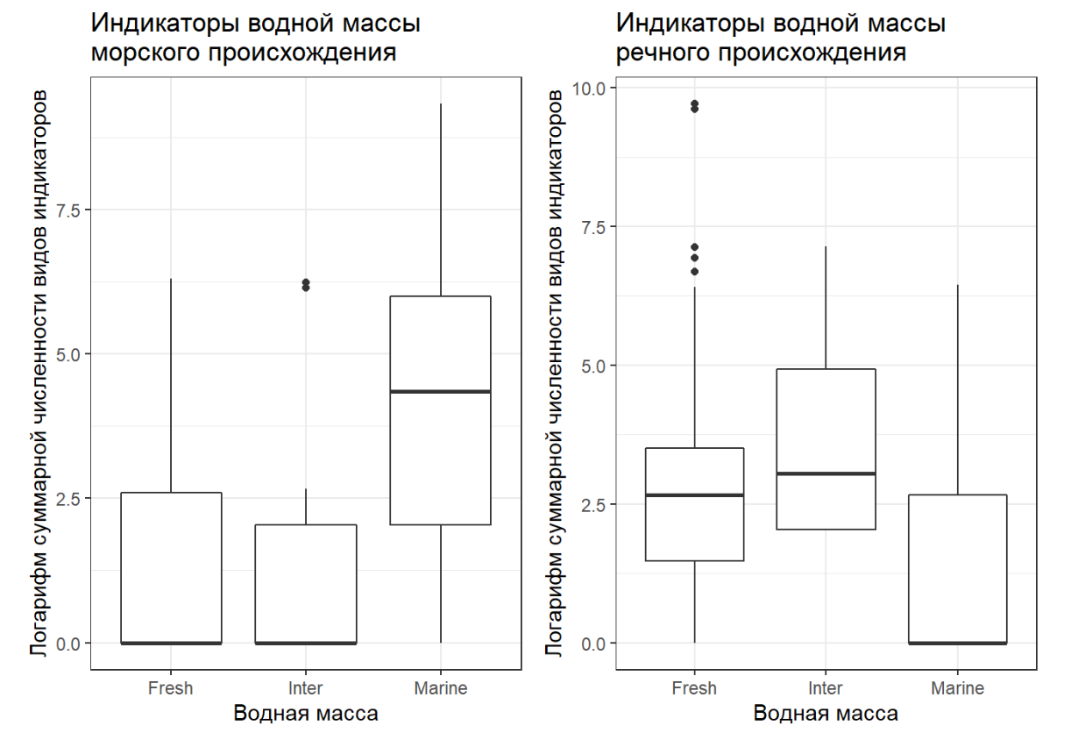 Индикаторы водной массы
морского происхождения
Логарифм суммарной численности видов индикаторов
7.5
5.0
2.5
0.0
Fresh Inter Marine
Водная масса
Индикаторы водной массы
речного происхождения
Логарифм суммарной численности видов индикаторов
10.0
7.5
5.0
2.5
0.0
Fresh Inter Marine
Водная масса